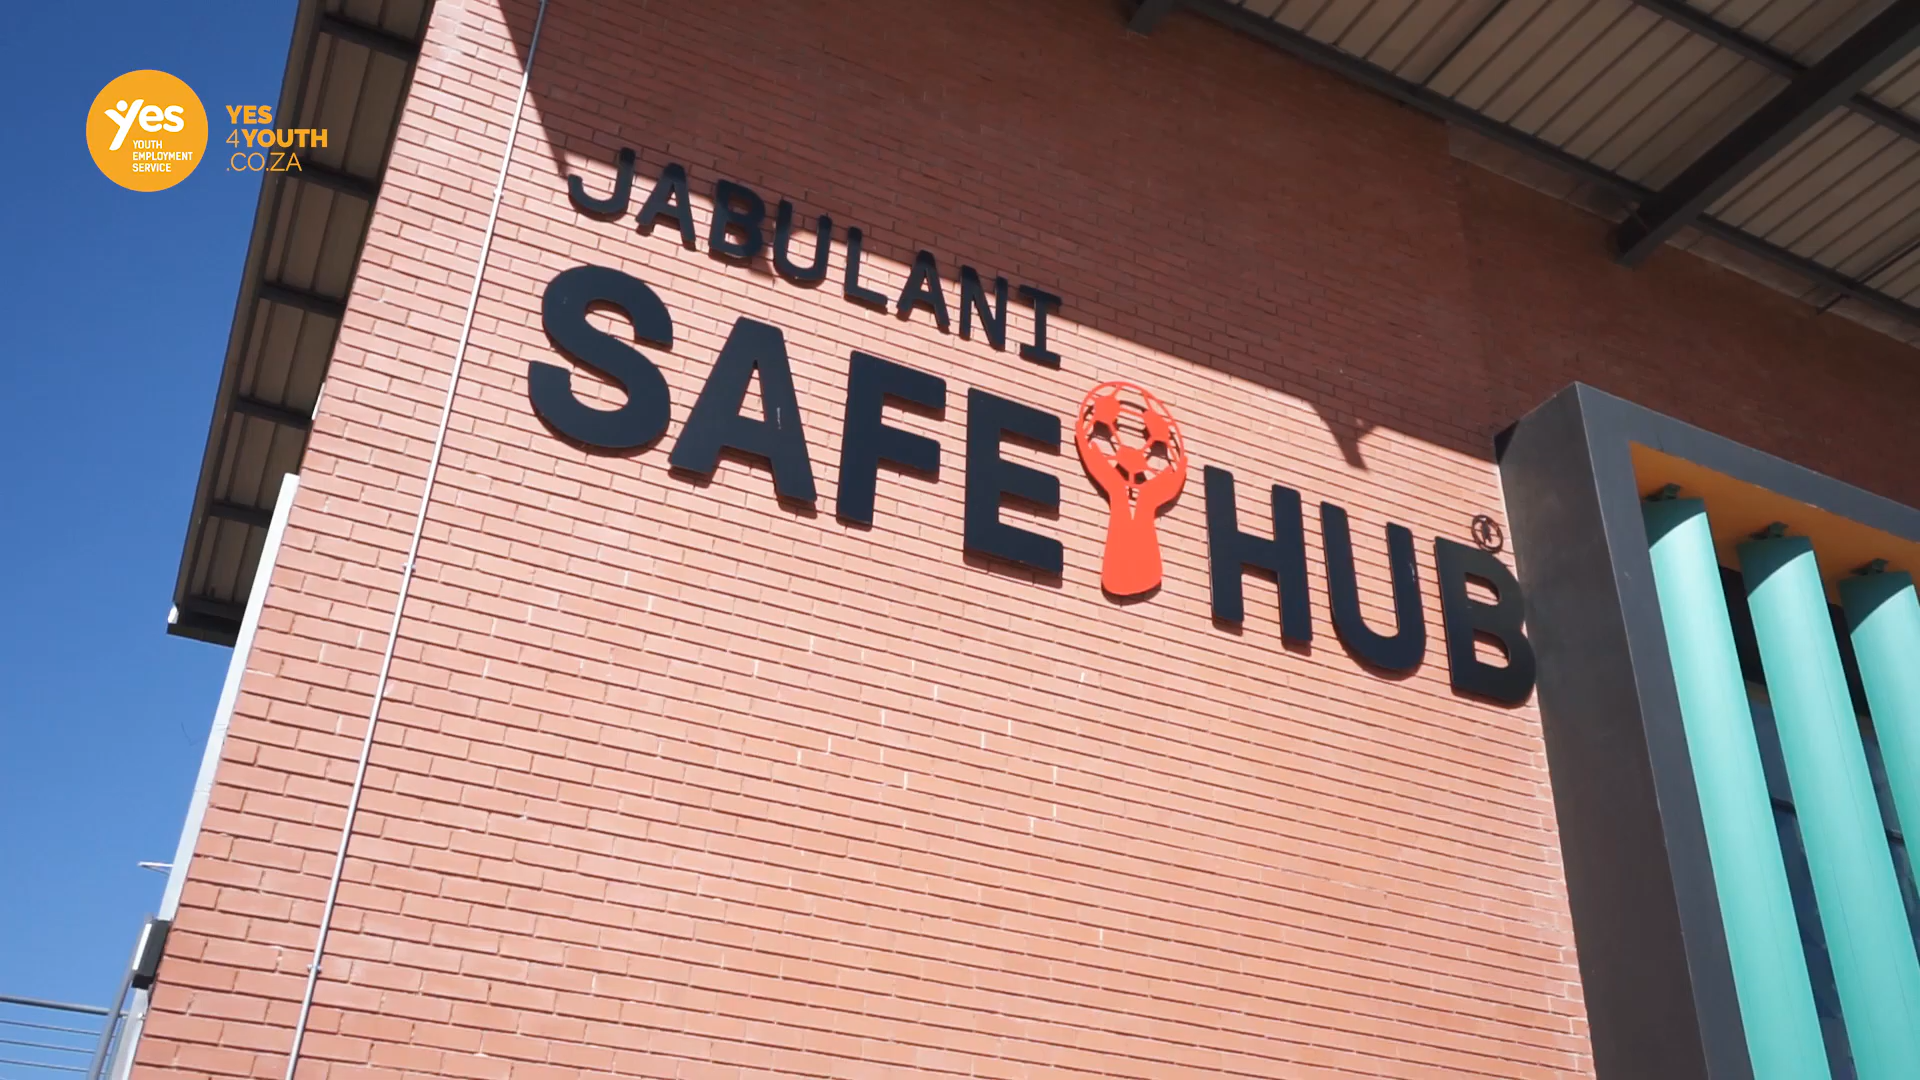 Yes
YOUTH
EMPLOYMENT
SERVICE
YES
4YOUTH
.CO.ZA
JABULANI
SAFE HUB
®